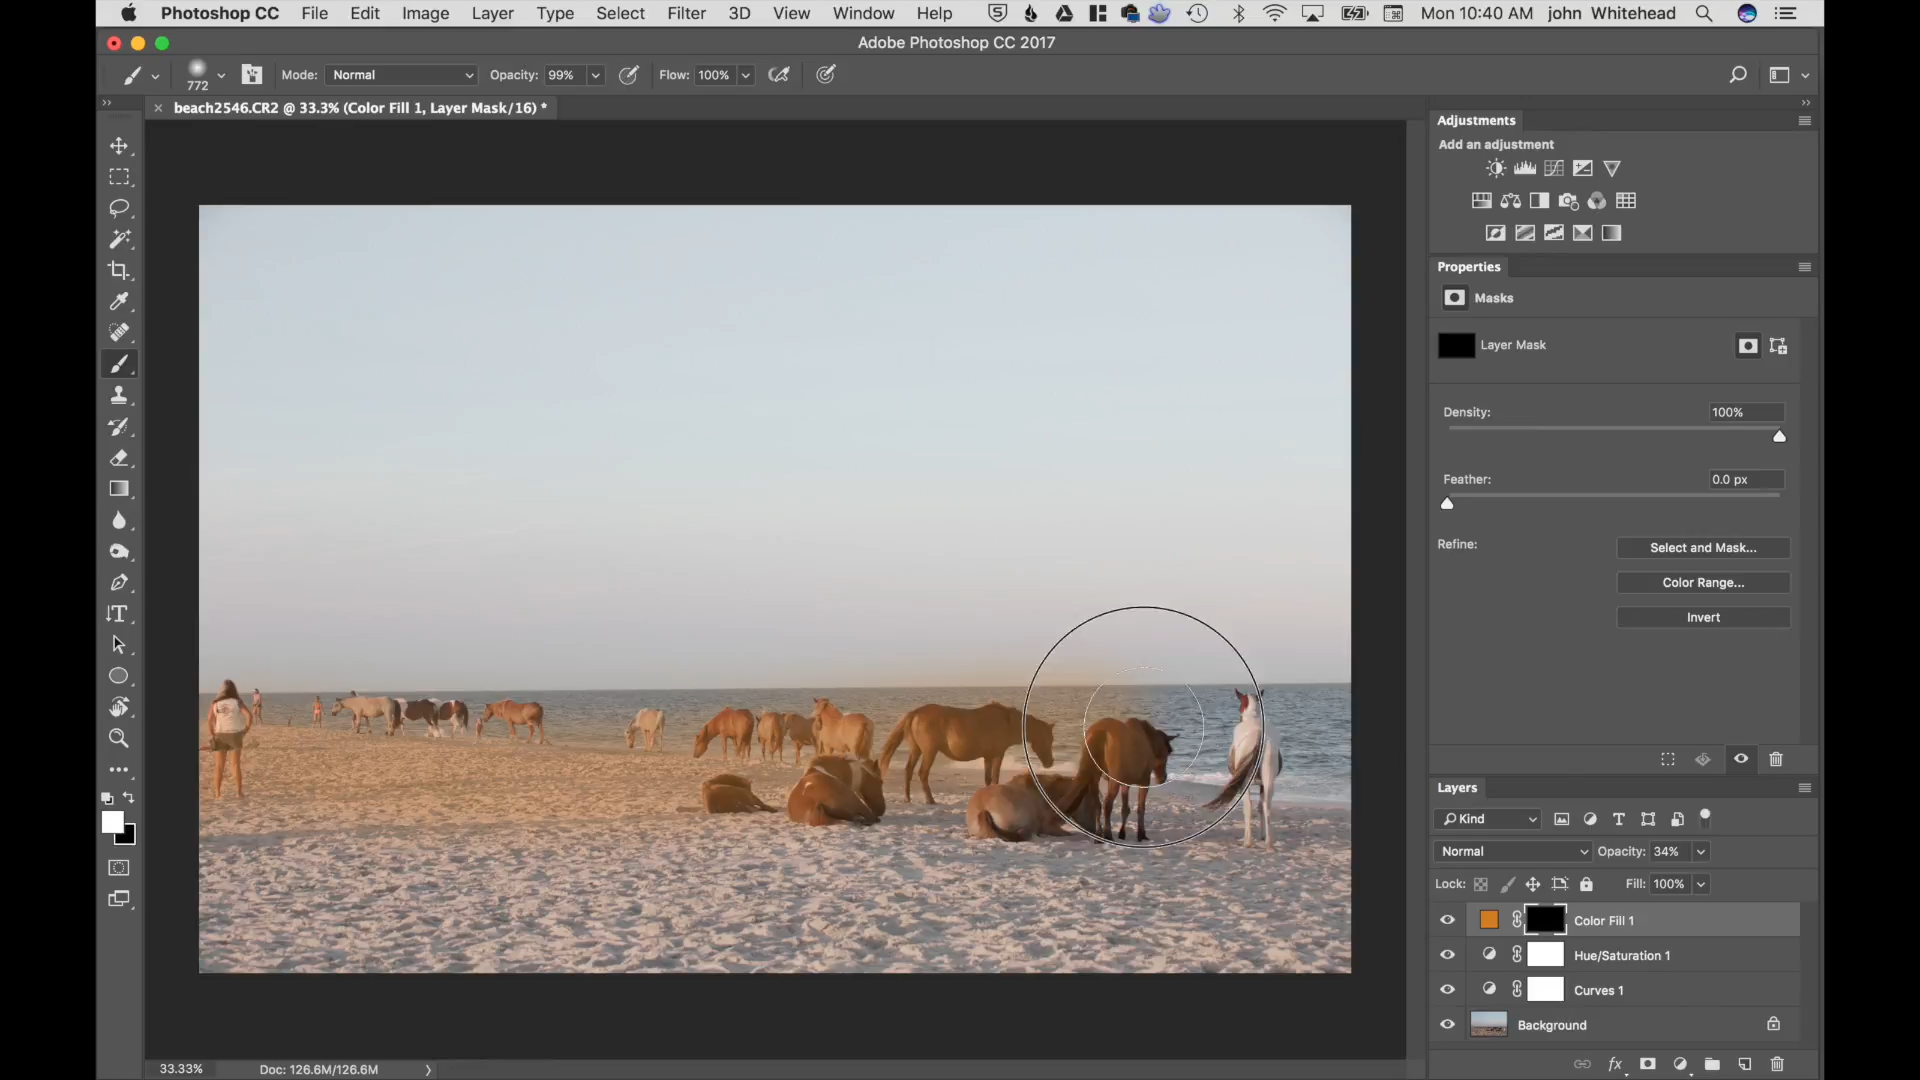 Photoshop CC File Edit Image Layer Type Select Filter 3D View Window Help Mon 10:40 AM john Whitehead
Adobe Photoshop CC 2017
772 Mode: Normal Opacity: 99% Flow: 100%
beach2546.CR2 @ 33.3% (Color Fill 1, Layer Mask/16) *
Adjustments
Add an adjustment
Properties
Masks
Layer Mask
Density: 100%
Feather: 0.0 px
Refine: Select and Mask...
Color Range...
Invert
Layers
Kind
Normal Opacity: 34%
Lock: Fill: 100%
Color Fill 1
Hue/Saturation 1
Curves 1
Background
fx
33.33% Doc: 126.6M/126.6M